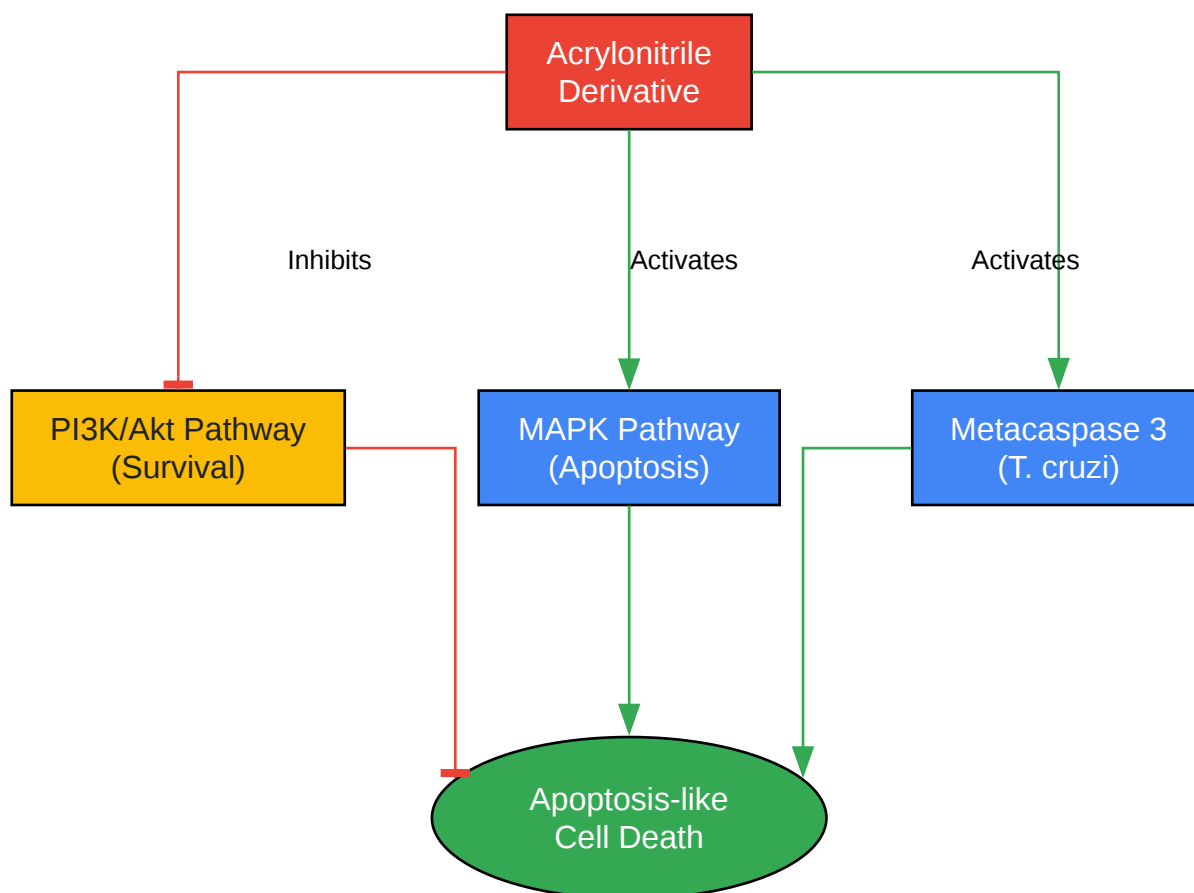 Acrylonitrile
Derivative
Inhibits
Activates
Activates
PI3K/Akt Pathway
(Survival)
MAPK Pathway
(Apoptosis)
Metacaspase 3
(T. cruzi)
Apoptosis-like
Cell Death